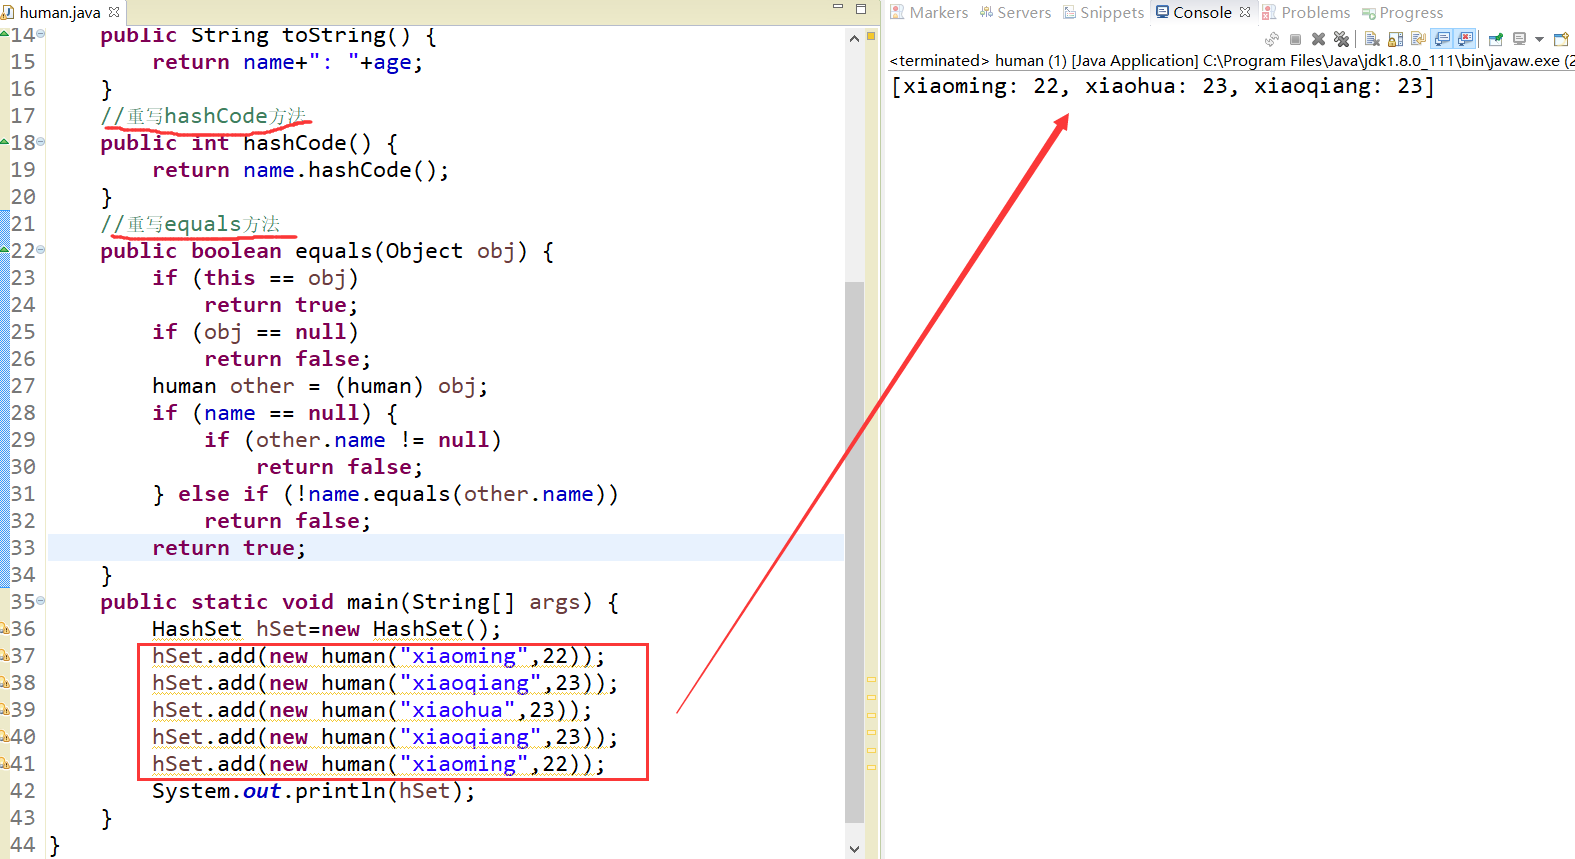 human.java
14 public String toString() {
15 return name+": "+age;
16 }
17 //重写hashCode方法
18 public int hashCode() {
19 return name.hashCode();
20 }
21 //重写equals方法
22 public boolean equals(Object obj) {
23 if (this == obj)
24 return true;
25 if (obj == null)
26 return false;
27 human other = (human) obj;
28 if (name == null) {
29 if (other.name != null)
30 return false;
31 } else if (!name.equals(other.name))
32 return false;
33 return true;
34 }
35 public static void main(String[] args) {
36 HashSet hSet=new HashSet();
37 hSet.add(new human("xiaoming",22));
38 hSet.add(new human("xiaoqiang",23));
39 hSet.add(new human("xiaohua",23));
40 hSet.add(new human("xiaoqiang",23));
41 hSet.add(new human("xiaoming",22));
42 System.out.println(hSet);
43 }
44 }
Markers Servers Snippets Console Problems Progress
<terminated> human (1) [Java Application] C:\Program Files\Java\jdk1.8.0_111\bin\javaw.exe (2
[xiaoming: 22, xiaohua: 23, xiaoqiang: 23]